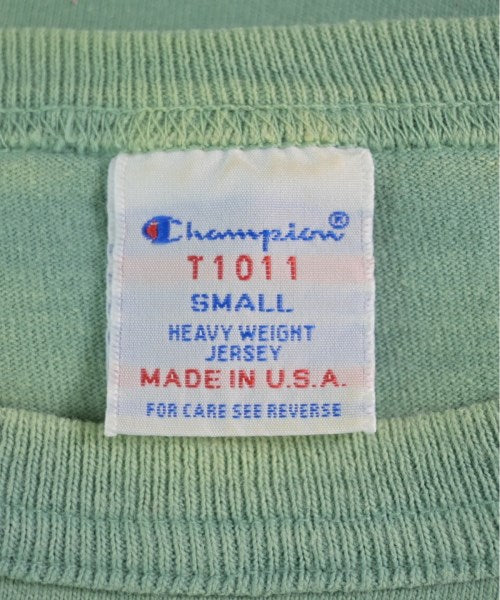 Champion®
T1011
SMALL
HEAVY WEIGHT
JERSEY
MADE IN U.S.A.
FOR CARE SEE REVERSE